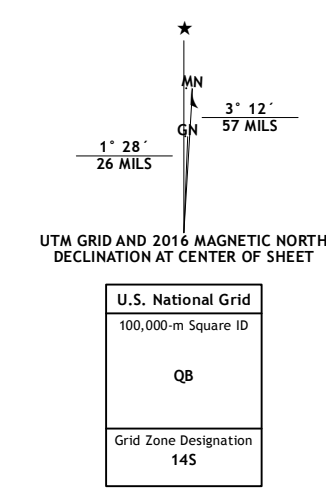 ★
MN
3° 12´
57 MILS
GN
1° 28´
26 MILS
UTM GRID AND 2016 MAGNETIC NORTH
DECLINATION AT CENTER OF SHEET
U.S. National Grid
100,000-m Square ID
QB
Grid Zone Designation
14S